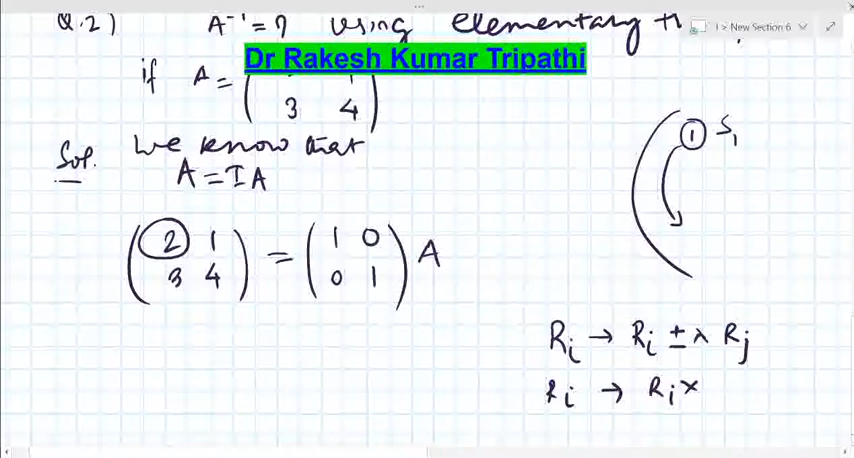 Q.2) A⁻¹ = ? using elementary
I > New Section 6
Dr Rakesh Kumar Tripathi
if A =
3 4
Sol. We know that
A = IA
1 S₁
(2 1 = (1 0
3 4) 0 1) A
Ri → Ri ± λ Rj
Ri → Ri ×